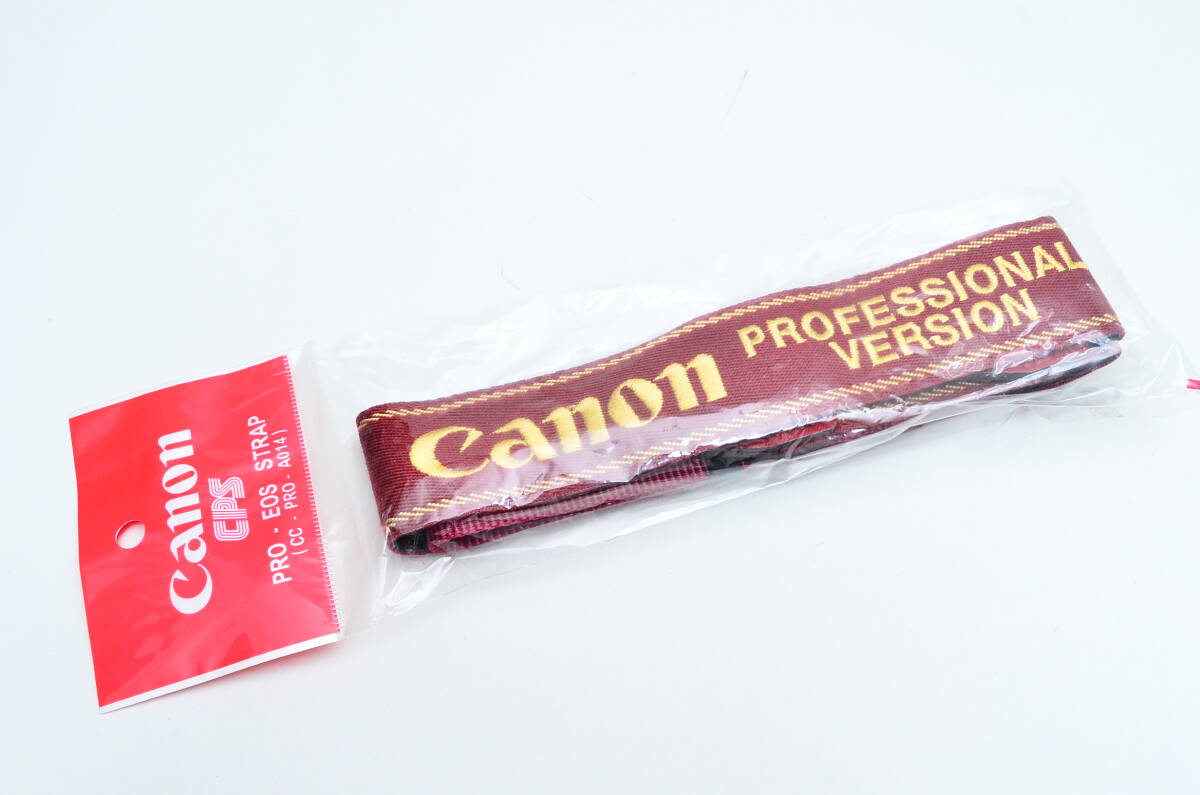 Canon
CPS
PRO - EOS STRAP
( CC - PRO - A014 )
Canon
PROFESSIONAL
VERSION